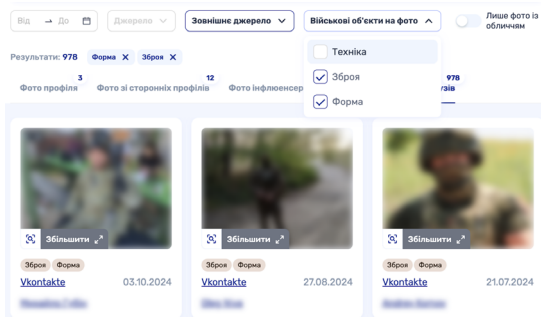 Від → До
Джерело
Зовнішнє джерело
Військові об'єкти на фото
Лише фото із обличчям
Результати: 978
Форма X
Зброя X
Техніка
Зброя
Форма
Фото профіля 3
Фото зі сторонніх профілів 12
Фото інфлюенсер
978
Збільшити
Збільшити
Збільшити
Зброя Форма
Зброя Форма
Зброя Форма
Vkontakte 03.10.2024
Vkontakte 27.08.2024
Vkontakte 21.07.2024